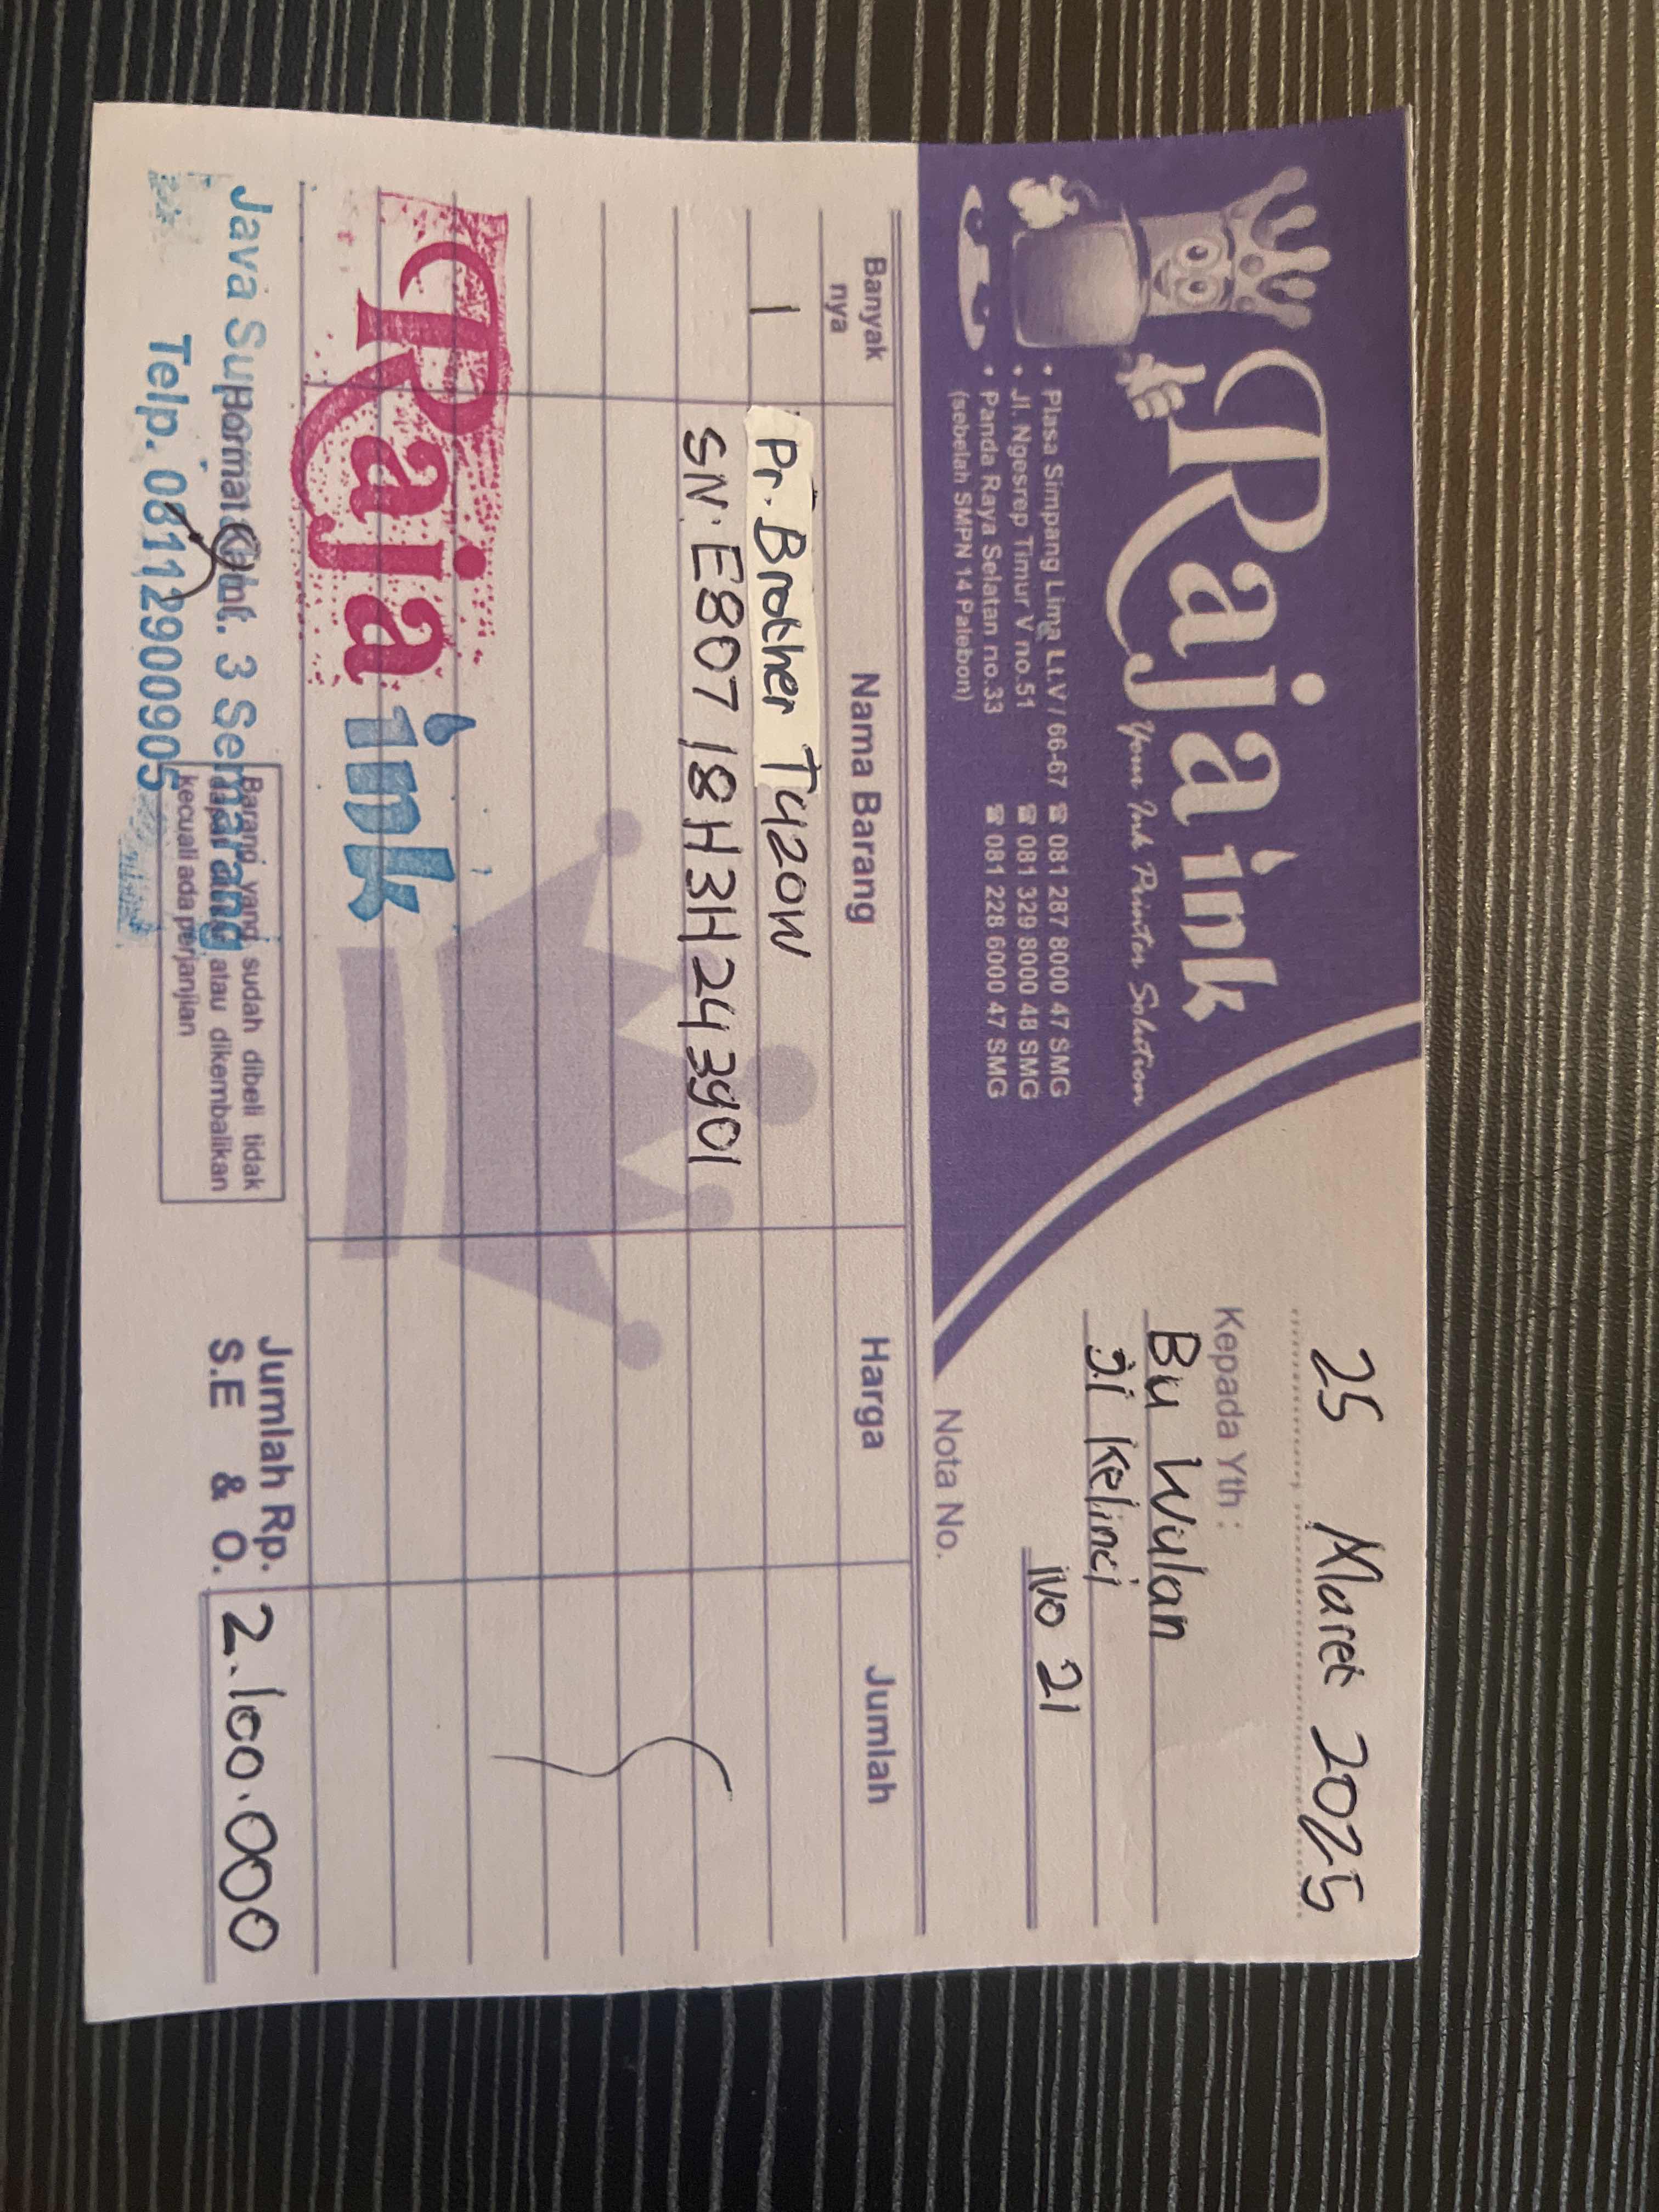 Raja ink
Your Ink Printer Solution
• Plasa Simpang Lima Lt.V / 66-67 ☎ 081 287 8000 47 SMG
• Jl. Ngesrep Timur V no.51 ☎ 081 329 8000 48 SMG
• Panda Raya Selatan no.33 ☎ 081 228 6000 47 SMG
(sebelah SMPN 14 Palebon)
25 Maret 2025
Kepada Yth :
Bu Wulan
Jl Kelinci
No 21
Nota No.
Banyak nya Nama Barang Harga Jumlah
1 Pr. Brother T420W
SN. E80718H3H243901
Raja ink
Java Supermall Lnt. 3 Semarang
Telp. 081129009905
Hormat Kami
Barang yang sudah dibeli tidak
dapat atau dikembalikan
kecuali ada perjanjian
Jumlah Rp. 2.100.000
S.E & O.